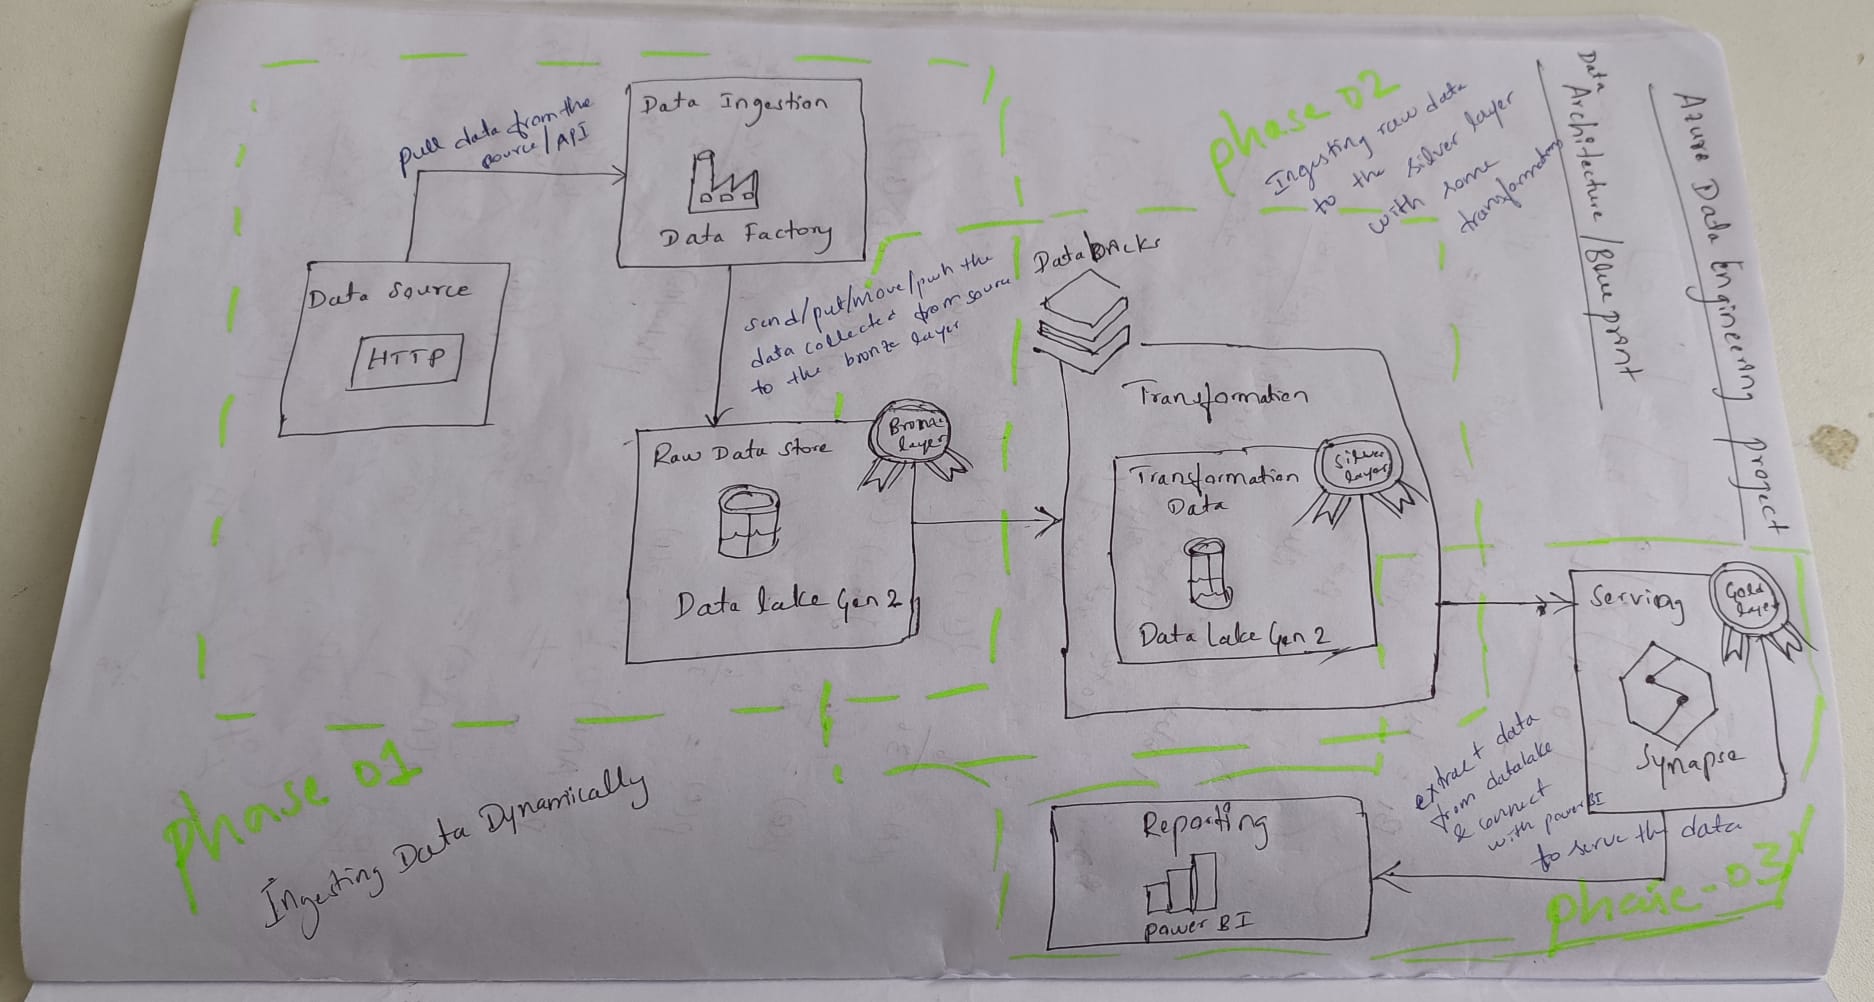 Azure Data Engineering project
Data
Architecture/Blue print
pull data from the
source/API
Data Ingestion
Data Factory
Data Source
HTTP
send/put/move/push the
data collected from source
to the bronze layer
Raw Data Store
Bronze
layer
Data Lake Gen 2
phase 01
Ingesting Data Dynamically
phase 02
Ingesting raw data
to the silver layer
with some
transformations
Databricks
Transformation
Transformation
Data
Silver
layer
Data Lake Gen 2
Serving
Gold
layer
Synapse
extract data
from datalake
& connect
with power BI
to serve the data
Reporting
power BI
phase-03